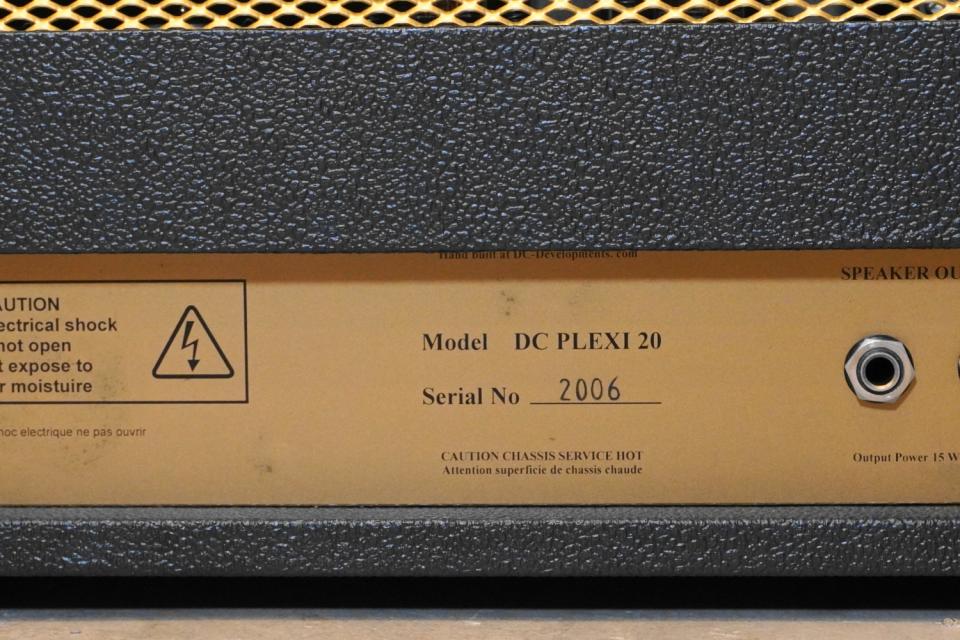 Hand built at DC-Developments. com
SPEAKER OU
AUTION
ectrical shock
not open
t expose to
r moistuire
Model DC PLEXI 20
Serial No 2006
hoc electrique ne pas ouvrir
CAUTION CHASSIS SERVICE HOT
Attention superficie de chassis chaude
Output Power 15 W